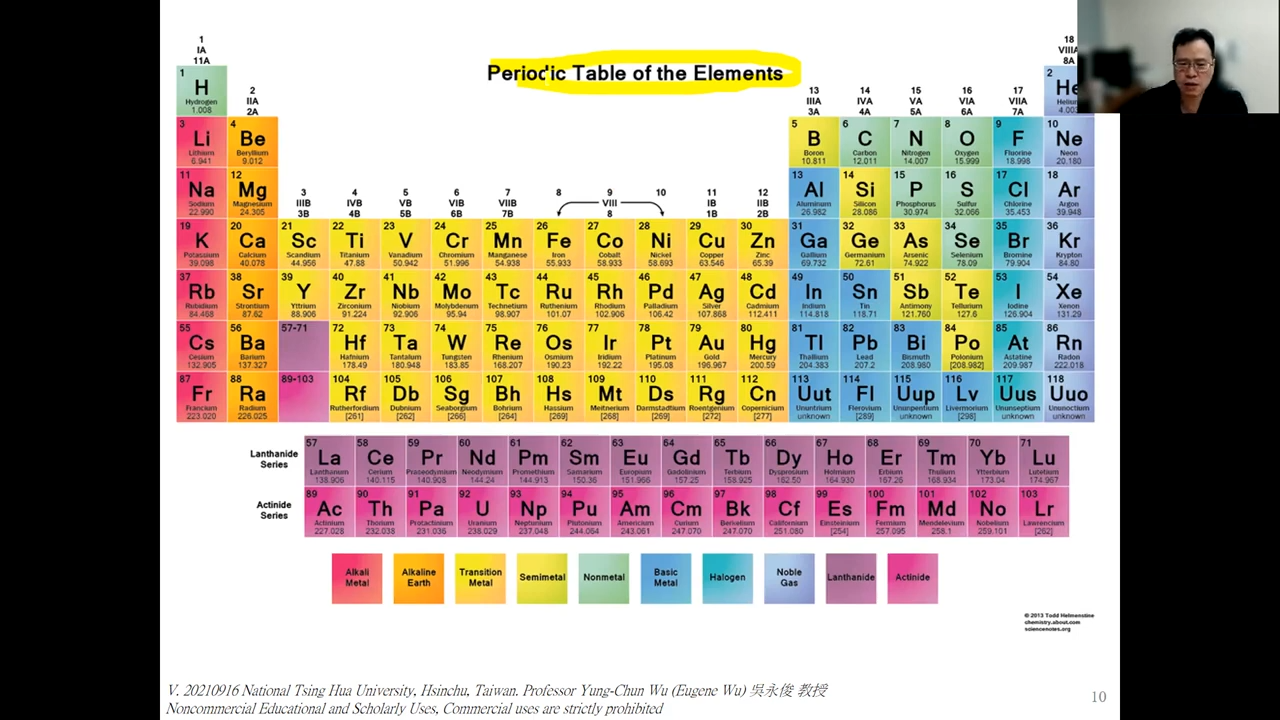 Periodic Table of the Elements
1
IA
11A
18
VIIIA
8A
2
IIA
2A
13
IIIA
3A
14
IVA
4A
15
VA
5A
16
VIA
6A
17
VIIA
7A
3
IIIB
3B
4
IVB
4B
5
VB
5B
6
VIB
6B
7
VIIB
7B
8
9
10
VIII
8
11
IB
1B
12
IIB
2B
1
H
Hydrogen
1.008
2
He
3
Li
Lithium
6.941
4
Be
Beryllium
9.012
5
B
Boron
10.811
6
C
Carbon
12.011
7
N
Nitrogen
14.007
8
O
Oxygen
15.999
9
F
Fluorine
18.998
10
Ne
Neon
20.180
11
Na
Sodium
22.990
12
Mg
Magnesium
24.305
13
Al
Aluminum
26.982
14
Si
Silicon
28.086
15
P
Phosphorus
30.974
16
S
Sulfur
32.066
17
Cl
Chlorine
35.453
18
Ar
Argon
39.948
19
K
Potassium
39.098
20
Ca
Calcium
40.078
21
Sc
Scandium
44.956
22
Ti
Titanium
47.88
23
V
Vanadium
50.942
24
Cr
Chromium
51.996
25
Mn
Manganese
54.938
26
Fe
Iron
55.933
27
Co
Cobalt
58.933
28
Ni
Nickel
58.693
29
Cu
Copper
63.546
30
Zn
Zinc
65.39
31
Ga
Gallium
69.732
32
Ge
Germanium
72.61
33
As
Arsenic
74.922
34
Se
Selenium
78.09
35
Br
Bromine
79.904
36
Kr
Krypton
84.80
37
Rb
Rubidium
84.468
38
Sr
Strontium
87.62
39
Y
Yttrium
88.906
40
Zr
Zirconium
91.224
41
Nb
Niobium
92.906
42
Mo
Molybdenum
95.94
43
Tc
Technetium
98.907
44
Ru
Ruthenium
101.07
45
Rh
Rhodium
102.906
46
Pd
Palladium
106.42
47
Ag
Silver
107.868
48
Cd
Cadmium
112.411
49
In
Indium
114.818
50
Sn
Tin
118.71
51
Sb
Antimony
121.760
52
Te
Tellurium
127.6
53
I
Iodine
126.904
54
Xe
Xenon
131.29
55
Cs
Cesium
132.905
56
Ba
Barium
137.327
57-71
72
Hf
Hafnium
178.49
73
Ta
Tantalum
180.948
74
W
Tungsten
183.85
75
Re
Rhenium
168.207
76
Os
Osmium
190.23
77
Ir
Iridium
192.22
78
Pt
Platinum
195.08
79
Au
Gold
196.967
80
Hg
Mercury
200.59
81
Tl
Thallium
204.383
82
Pb
Lead
207.2
83
Bi
Bismuth
208.980
84
Po
Polonium
[208.982]
85
At
Astatine
209.987
86
Rn
Radon
222.018
87
Fr
Francium
223.020
88
Ra
Radium
226.025
89-103
104
Rf
Rutherfordium
[261]
105
Db
Dubnium
[262]
106
Sg
Seaborgium
[266]
107
Bh
Bohrium
[264]
108
Hs
Hassium
[269]
109
Mt
Meitnerium
[268]
110
Ds
Darmstadtium
[269]
111
Rg
Roentgenium
[272]
112
Cn
Copernicium
[277]
113
Uut
Ununtrium
unknown
114
Fl
Flerovium
[289]
115
Uup
Ununpentium
unknown
116
Lv
Livermorium
[298]
117
Uus
Ununseptium
unknown
118
Uuo
Ununoctium
unknown
Lanthanide
Series
57
La
Lanthanum
138.906
58
Ce
Cerium
140.115
59
Pr
Praseodymium
140.908
60
Nd
Neodymium
144.24
61
Pm
Promethium
144.913
62
Sm
Samarium
150.36
63
Eu
Europium
151.966
64
Gd
Gadolinium
157.25
65
Tb
Terbium
158.925
66
Dy
Dysprosium
162.50
67
Ho
Holmium
164.930
68
Er
Erbium
167.26
69
Tm
Thulium
168.934
70
Yb
Ytterbium
173.04
71
Lu
Lutetium
174.967
Actinide
Series
89
Ac
Actinium
227.028
90
Th
Thorium
232.038
91
Pa
Protactinium
231.036
92
U
Uranium
238.029
93
Np
Neptunium
237.048
94
Pu
Plutonium
244.064
95
Am
Americium
243.061
96
Cm
Curium
247.070
97
Bk
Berkelium
247.070
98
Cf
Californium
251.080
99
Es
Einsteinium
[254]
100
Fm
Fermium
257.095
101
Md
Mendelevium
258.1
102
No
Nobelium
259.101
103
Lr
Lawrencium
[262]
Alkali
Metal
Alkaline
Earth
Transition
Metal
Semimetal
Nonmetal
Basic
Metal
Halogen
Noble
Gas
Lanthanide
Actinide
© 2013 Todd Helmenstine
chemistry.about.com
sciencenotes.org
V. 20210916 National Tsing Hua University, Hsinchu, Taiwan. Professor Yung-Chun Wu (Eugene Wu) 吳永俊 教授
Noncommercial Educational and Scholarly Uses, Commercial uses are strictly prohibited
10